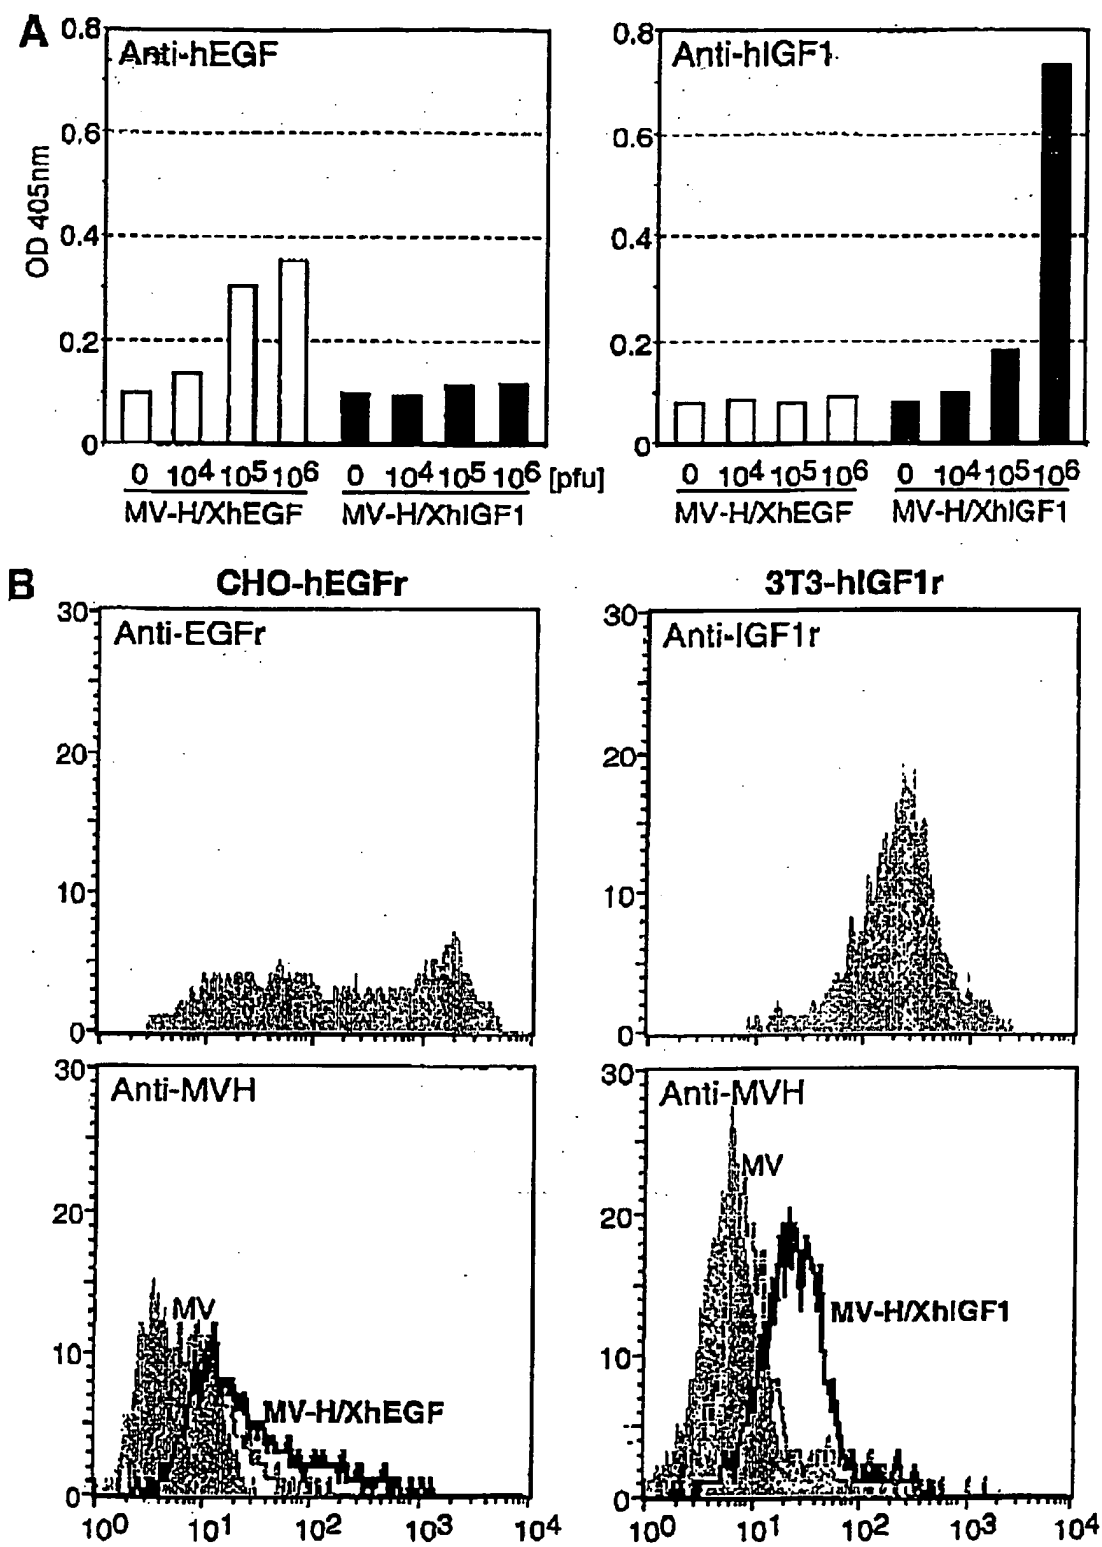 A
Anti-hEGF
Anti-hIGF1
0.8
0.6
0.4
0.2
0
OD 405nm
0.8
0.6
0.4
0.2
0
0 10⁴ 10⁵ 10⁶ 0 10⁴ 10⁵ 10⁶ [pfu]
MV-H/XhEGF MV-H/XhIGF1
0 10⁴ 10⁵ 10⁶ 0 10⁴ 10⁵ 10⁶
MV-H/XhEGF MV-H/XhIGF1
B
CHO-hEGFr
3T3-hIGF1r
Anti-EGFr
30
20
10
0
Anti-IGF1r
30
20
10
0
Anti-MVH
30
20
10
0
MV
MV-H/XhEGF
10⁰ 10¹ 10² 10³ 10⁴
Anti-MVH
30
20
10
0
MV
MV-H/XhIGF1
10⁰ 10¹ 10² 10³ 10⁴